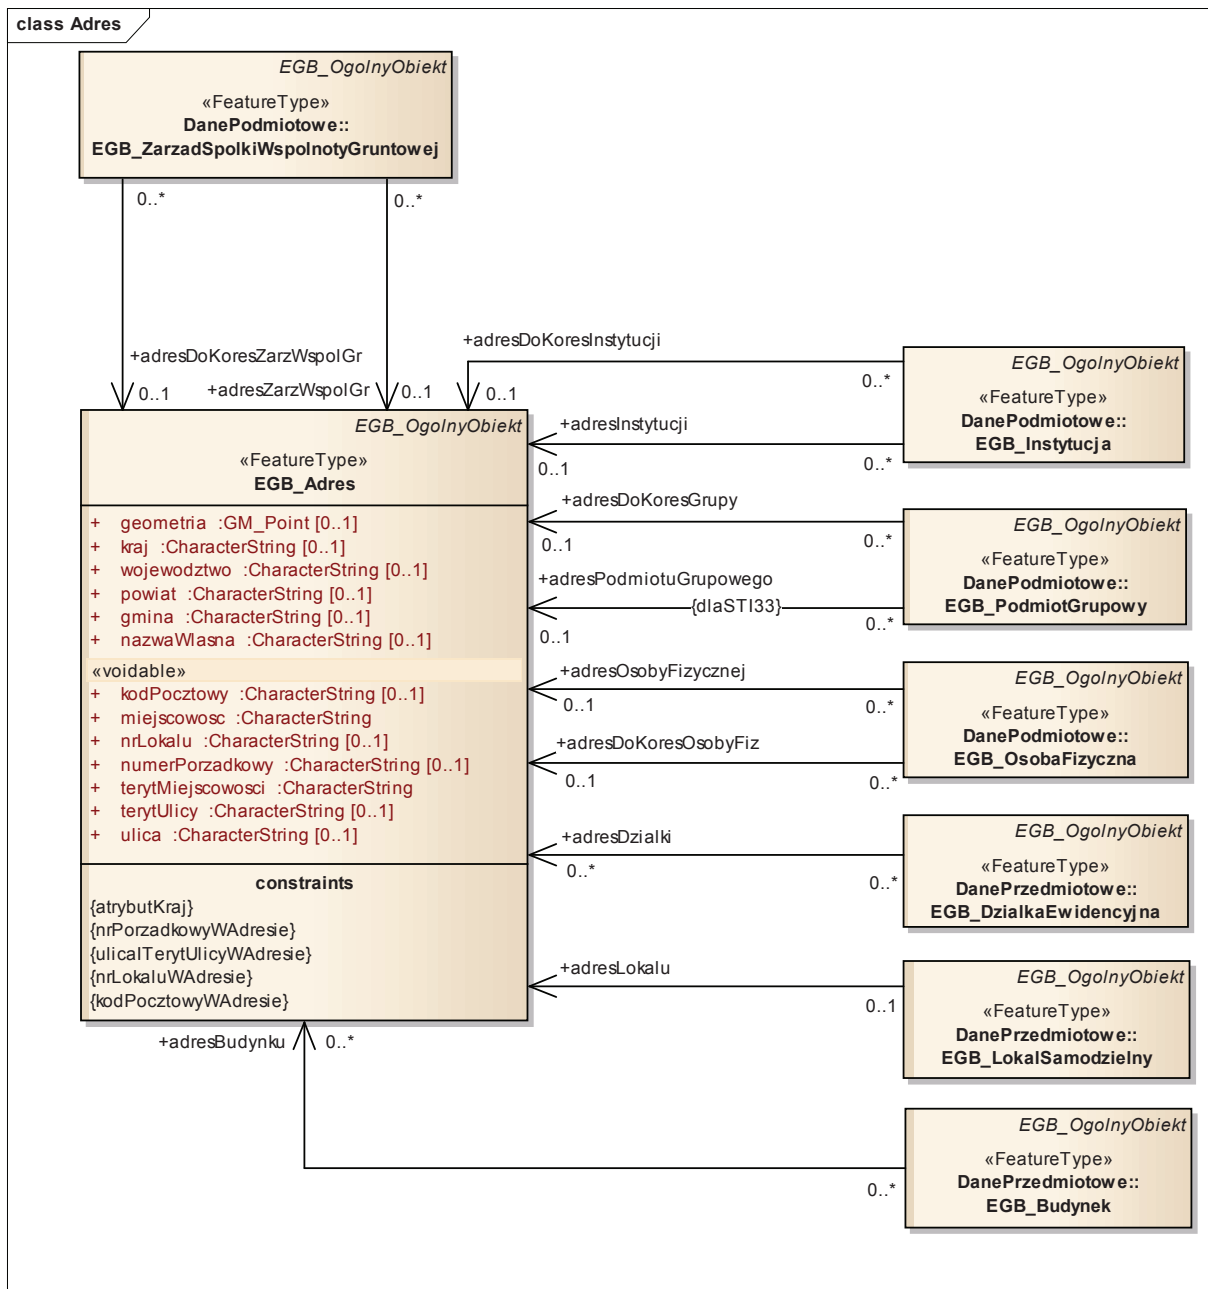 class Adres
EGB_OgolnyObiekt
«FeatureType»
DanePodmiotowe::
EGB_ZarzadSpolkiWspolnotyGruntowej
0..*
0..*
+adresDoKoresZarzWspolGr
0..1
+adresZarzWspolGr
0..1
+adresDoKoresInstytucji
0..1
0..*
EGB_OgolnyObiekt
«FeatureType»
DanePodmiotowe::
EGB_Instytucja
+adresInstytucji
0..1
0..*
EGB_OgolnyObiekt
«FeatureType»
EGB_Adres
+ geometria :GM_Point [0..1]
+ kraj :CharacterString [0..1]
+ wojewodztwo :CharacterString [0..1]
+ powiat :CharacterString [0..1]
+ gmina :CharacterString [0..1]
+ nazwaWlasna :CharacterString [0..1]
«voidable»
+ kodPocztowy :CharacterString [0..1]
+ miejscowosc :CharacterString
+ nrLokalu :CharacterString [0..1]
+ numerPorzadkowy :CharacterString [0..1]
+ terytMiejscowosci :CharacterString
+ terytUlicy :CharacterString [0..1]
+ ulica :CharacterString [0..1]
constraints
{atrybutKraj}
{nrPorzadkowyWAdresie}
{ulicaITerytUlicyWAdresie}
{nrLokaluWAdresie}
{kodPocztowyWAdresie}
+adresDoKoresGrupy
0..1
0..*
+adresPodmiotuGrupowego
{dlaSTI33}
0..1
0..*
EGB_OgolnyObiekt
«FeatureType»
DanePodmiotowe::
EGB_PodmiotGrupowy
+adresOsobyFizycznej
0..1
0..*
+adresDoKoresOsobyFiz
0..1
0..*
EGB_OgolnyObiekt
«FeatureType»
DanePodmiotowe::
EGB_OsobaFizyczna
+adresDzialki
0..*
0..*
EGB_OgolnyObiekt
«FeatureType»
DanePrzedmiotowe::
EGB_DzialkaEwidencyjna
+adresLokalu
0..1
EGB_OgolnyObiekt
«FeatureType»
DanePrzedmiotowe::
EGB_LokalSamodzielny
+adresBudynku
0..*
0..*
EGB_OgolnyObiekt
«FeatureType»
DanePrzedmiotowe::
EGB_Budynek